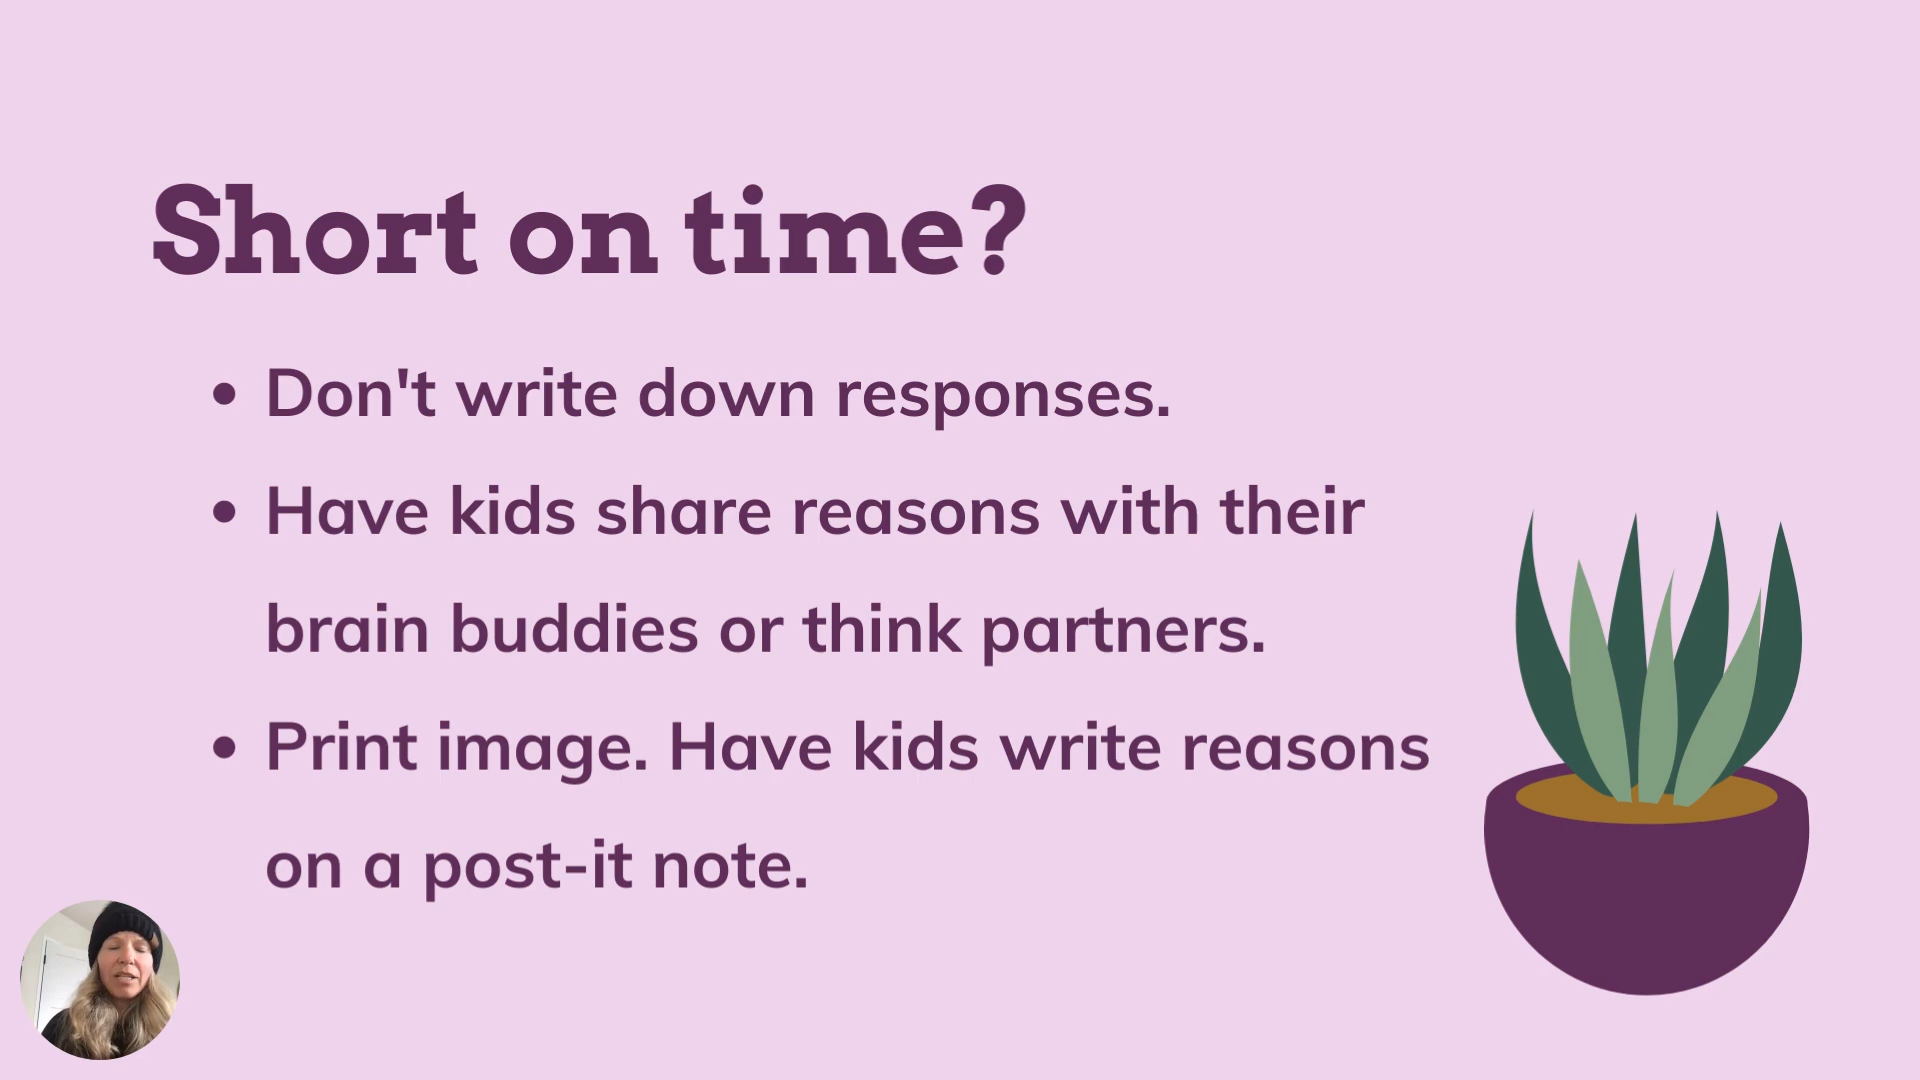 Short on time?
• Don't write down responses.
• Have kids share reasons with their
brain buddies or think partners.
• Print image. Have kids write reasons
on a post-it note.